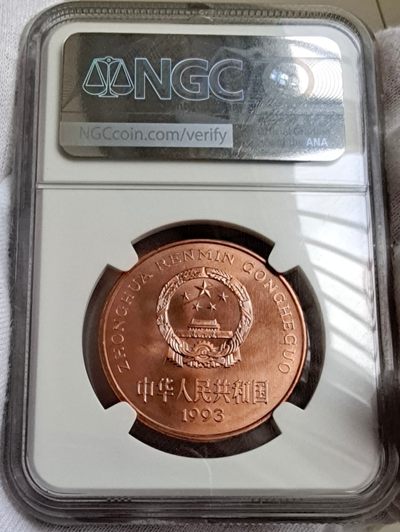 NGC
NGCcoin.com/verify
ANA
ZHONGHUA RENMIN GONGHEGUO
中华人民共和国
1993